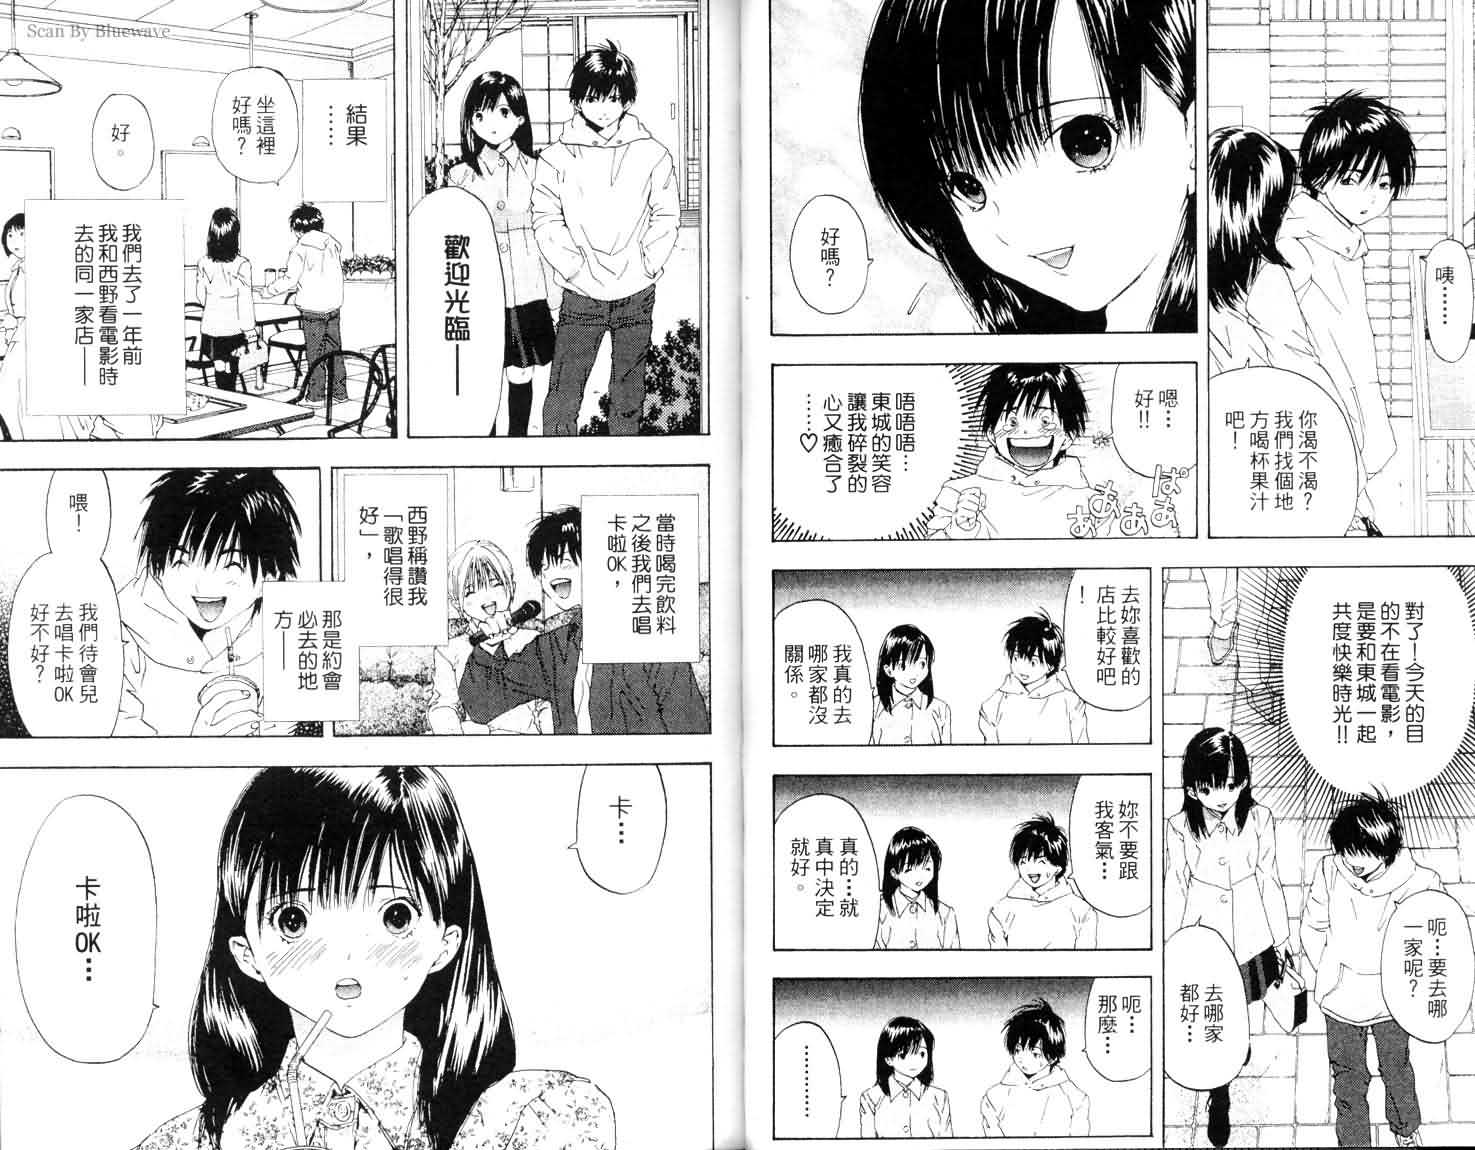 咦……
你渴不渴？
我們找個地
方喝杯果汁
吧！
好嗎？
嗯…
好!!
唔唔唔…
東城的笑容
讓我碎裂的
心又癒合了
……♡
ぱあ
あああ
對了！今天的目
的不在看電影，
是要和東城一起
共度快樂時光!!
呃…要去哪
一家呢？
去哪家
都好…
去妳喜歡的
店比較好吧
！
我真的去
哪家都沒
關係。
妳不要跟
我客氣…
真的…就
真中決定
就好。
呃…
那麼…
………
歡迎光臨——
結果
……
坐這裡
好嗎？
好。
我們去了一年前
我和西野看電影時
去的同一家店——
當時喝完飲料
之後我們去唱
卡啦OK，
西野稱讚我
「歌唱得很
好」，
那是約會
必去的地
方——
喂！
我們待會兒
去唱卡啦OK
好不好？
卡…
卡啦OK…
Scan By Bluewave